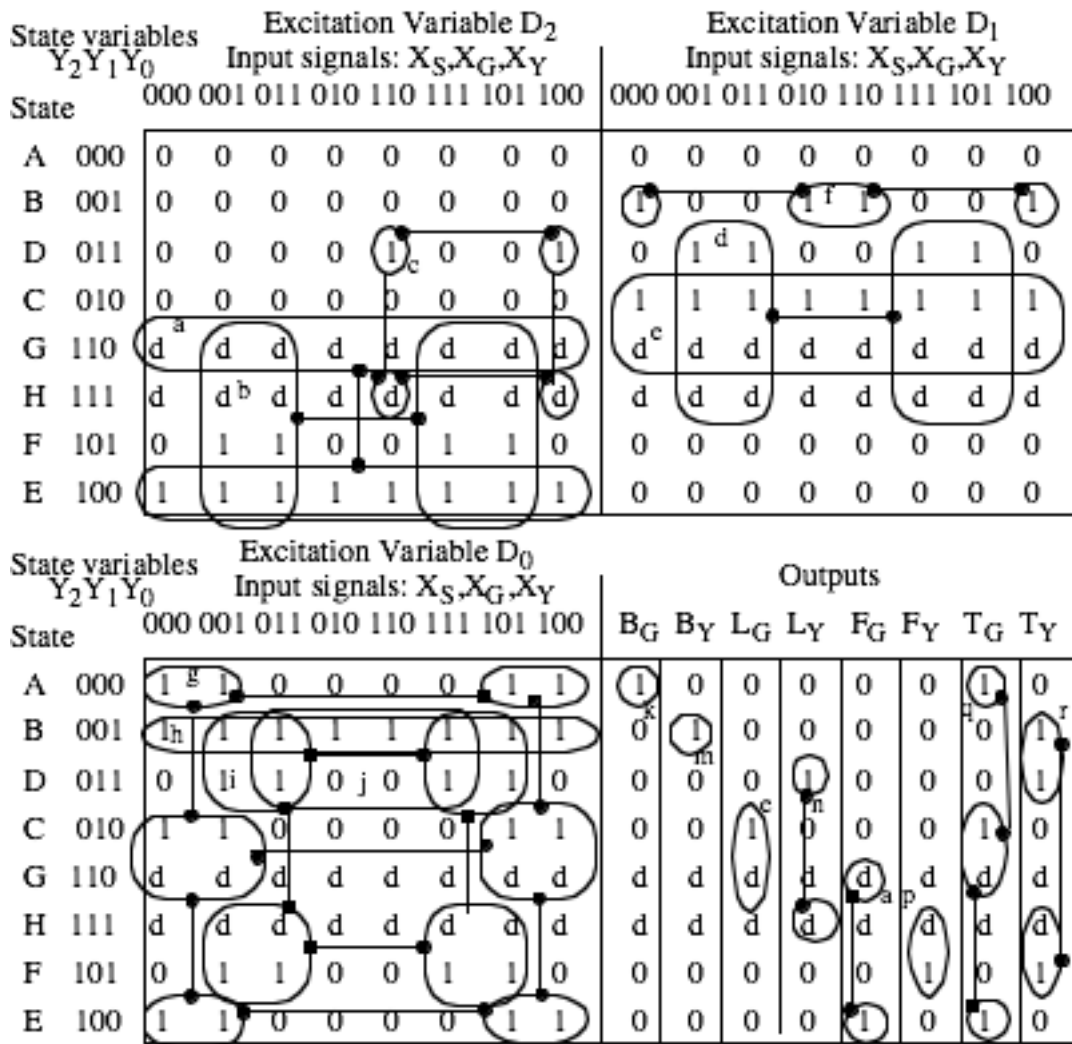 Excitation Variable D2 Excitation Variable D1
State variables
Y2Y1Y0 Input signals: XS,XG,XY Input signals: XS,XG,XY
State 000 001 011 010 110 111 101 100 000 001 011 010 110 111 101 100
A 000 0 0 0 0 0 0 0 0 0 0 0 0 0 0 0 0
B 001 0 0 0 0 0 0 0 0 1 0 0 1 f 1 0 0 1
D 011 0 0 0 0 1 c 0 0 1 0 1 d 1 0 0 1 1 0
C 010 0 0 0 0 0 0 0 0 1 1 1 1 1 1 1 1
G 110 d a d d d d d d d d c d d d d d d d
H 111 d d b d d d d d d d d d d d d d d
F 101 0 1 1 0 0 1 1 0 0 0 0 0 0 0 0 0
E 100 1 1 1 1 1 1 1 1 0 0 0 0 0 0 0 0
Excitation Variable D0
State variables
Y2Y1Y0 Input signals: XS,XG,XY Outputs
State 000 001 011 010 110 111 101 100 BG BY LG LY FG FY TG TY
A 000 1 g 1 0 0 0 0 1 1 1 k 0 0 0 0 0 1 q 0 r
B 001 1 h 1 1 1 1 1 1 1 0 1 m 0 0 0 0 0 1
D 011 0 1 i 1 0 j 0 1 1 0 0 0 0 1 n 0 0 0 1
C 010 1 1 0 0 0 0 1 1 0 0 1 c 0 0 0 1 0
G 110 d d d d d d d d d d d d d a d p d d
H 111 d d d d d d d d d d d d d d d d
F 101 0 1 1 0 0 1 1 0 0 0 0 0 0 1 0 1
E 100 1 1 0 0 0 0 1 1 0 0 0 0 1 0 1 0